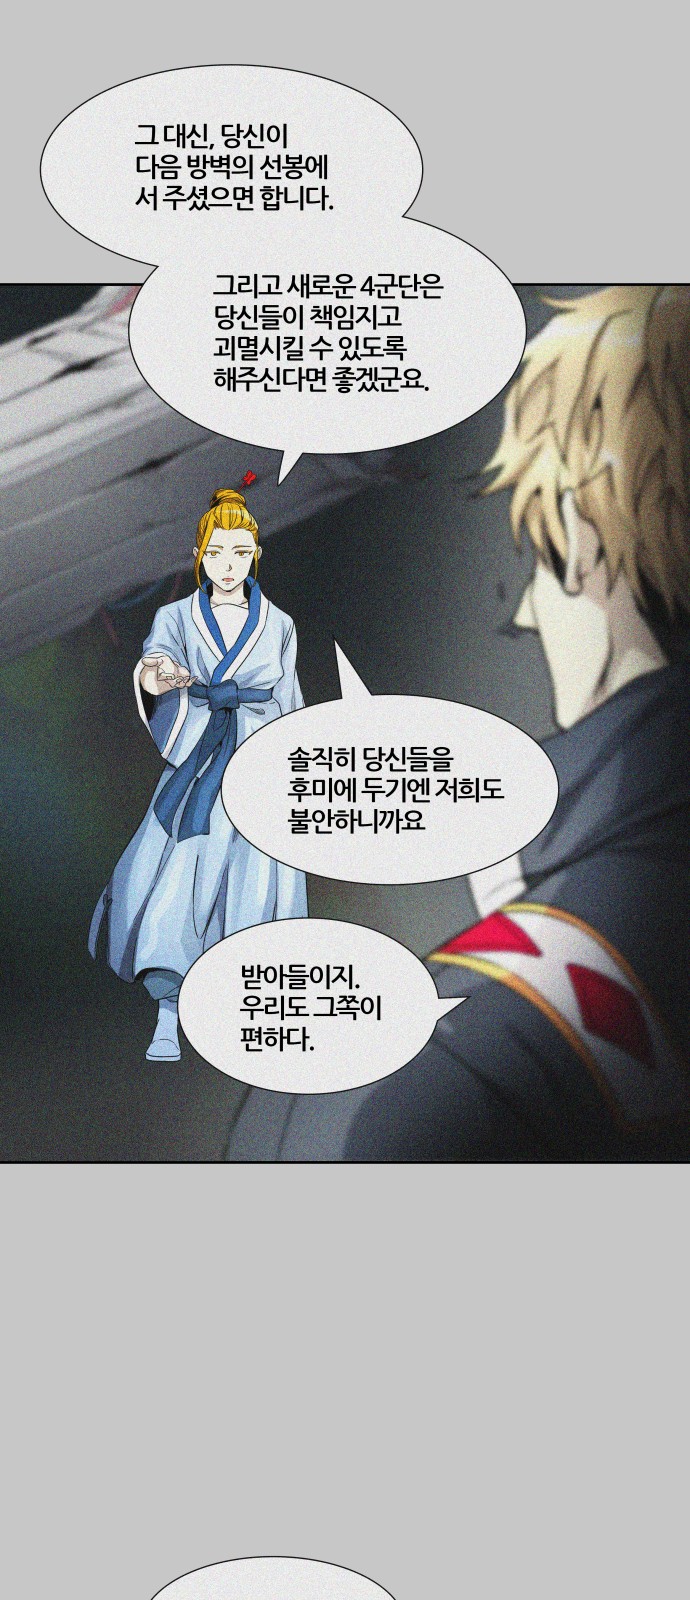 그 대신, 당신이
다음 방벽의 선봉에
서 주셨으면 합니다.
그리고 새로운 4군단은
당신들이 책임지고
괴멸시킬 수 있도록
해주신다면 좋겠군요.
솔직히 당신들을
후미에 두기엔 저희도
불안하니까요
받아들이지.
우리도 그쪽이
편하다.